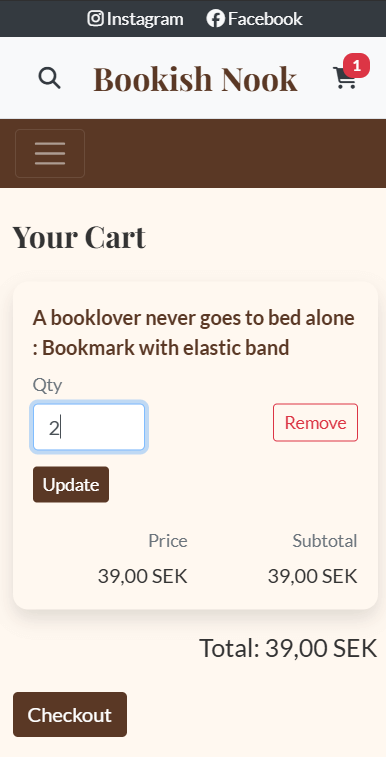 Instagram Facebook
Bookish Nook 1
Your Cart
A booklover never goes to bed alone
: Bookmark with elastic band
Qty
2 Remove
Update
Price Subtotal
39,00 SEK 39,00 SEK
Total: 39,00 SEK
Checkout